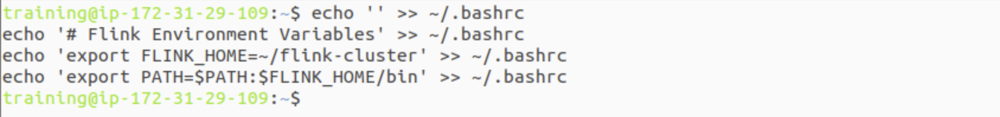 training@ip-172-31-29-109:~$ echo '' >> ~/.bashrc
echo '# Flink Environment Variables' >> ~/.bashrc
echo 'export FLINK_HOME=~/flink-cluster' >> ~/.bashrc
echo 'export PATH=$PATH:$FLINK_HOME/bin' >> ~/.bashrc
training@ip-172-31-29-109:~$